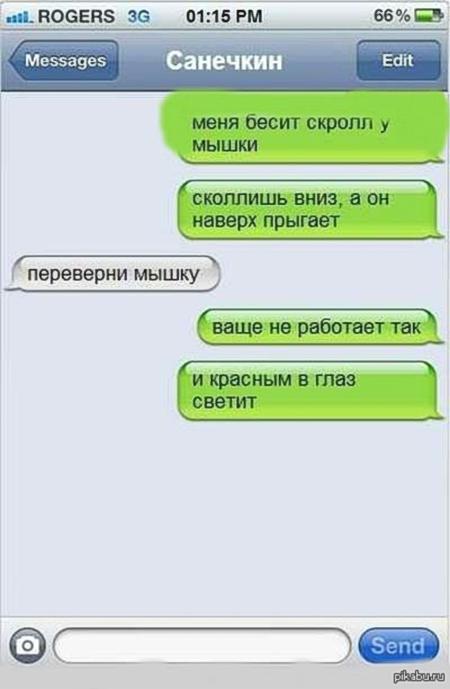 ROGERS 3G 01:15 PM 66%
Messages Санечкин Edit
меня бесит скролл у
мышки
сколлишь вниз, а он
наверх прыгает
переверни мышку
ваще не работает так
и красным в глаз
светит
Send
pikabu.ru